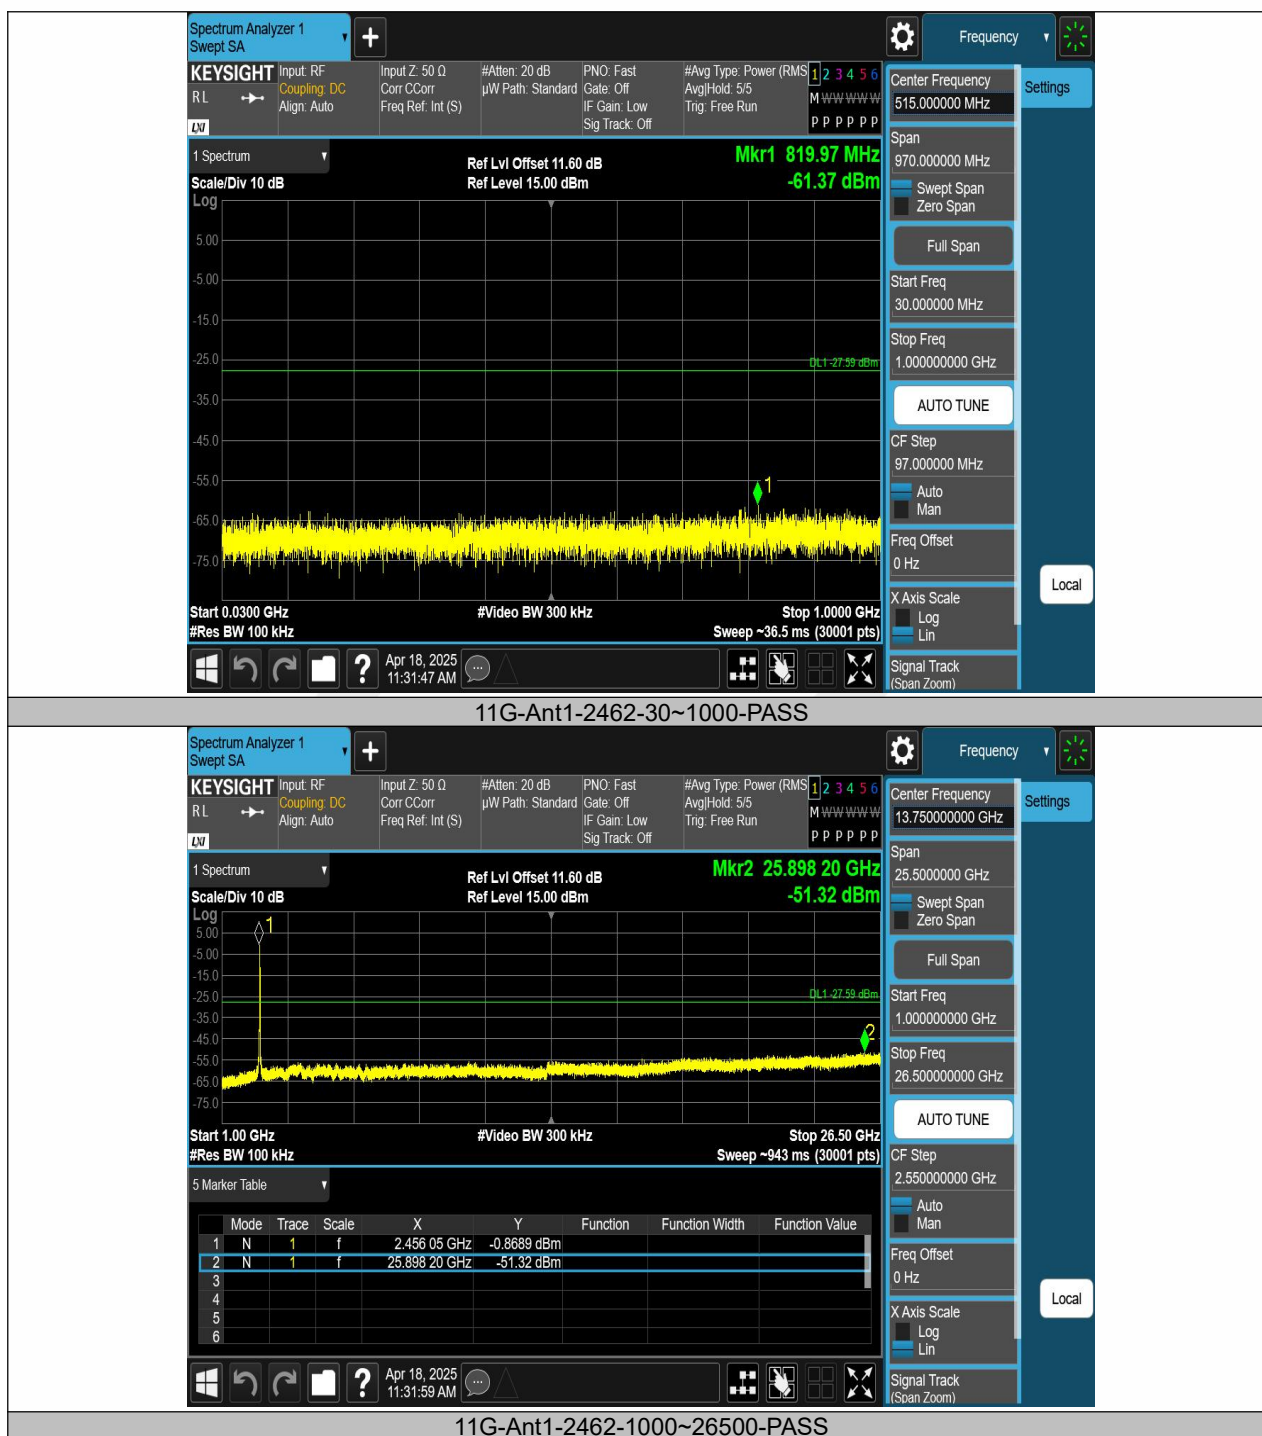 Spectrum Analyzer 1
Swept SA
+
Frequency
KEYSIGHT
RL
LXI
Input: RF
Coupling: DC
Align: Auto
Input Z: 50 Ω
Corr CCorr
Freq Ref: Int (S)
#Atten: 20 dB
µW Path: Standard
PNO: Fast
Gate: Off
IF Gain: Low
Sig Track: Off
#Avg Type: Power (RMS
Avg|Hold: 5/5
Trig: Free Run
1 2 3 4 5 6
M W W W W W
P P P P P P
Center Frequency
515.000000 MHz
Settings
1 Spectrum
Scale/Div 10 dB
Ref Lvl Offset 11.60 dB
Ref Level 15.00 dBm
Mkr1 819.97 MHz
-61.37 dBm
Span
970.000000 MHz
Swept Span
Zero Span
Full Span
Start Freq
30.000000 MHz
Stop Freq
1.000000000 GHz
AUTO TUNE
CF Step
97.000000 MHz
Auto
Man
Freq Offset
0 Hz
X Axis Scale
Log
Lin
Signal Track
(Span Zoom)
Local
Log
5.00
-5.00
-15.0
-25.0
DL1 -27.59 dBm
-35.0
-45.0
-55.0
1
-65.0
-75.0
Start 0.0300 GHz
#Video BW 300 kHz
Stop 1.0000 GHz
#Res BW 100 kHz
Sweep ~36.5 ms (30001 pts)
?
Apr 18, 2025
11:31:47 AM
11G-Ant1-2462-30~1000-PASS
Spectrum Analyzer 1
Swept SA
+
Frequency
KEYSIGHT
RL
LXI
Input: RF
Coupling: DC
Align: Auto
Input Z: 50 Ω
Corr CCorr
Freq Ref: Int (S)
#Atten: 20 dB
µW Path: Standard
PNO: Fast
Gate: Off
IF Gain: Low
Sig Track: Off
#Avg Type: Power (RMS
Avg|Hold: 5/5
Trig: Free Run
1 2 3 4 5 6
M W W W W W
P P P P P P
Center Frequency
13.750000000 GHz
Settings
1 Spectrum
Scale/Div 10 dB
Ref Lvl Offset 11.60 dB
Ref Level 15.00 dBm
Mkr2 25.898 20 GHz
-51.32 dBm
Span
25.5000000 GHz
Swept Span
Zero Span
Full Span
Start Freq
1.000000000 GHz
Stop Freq
26.500000000 GHz
AUTO TUNE
CF Step
2.550000000 GHz
Auto
Man
Freq Offset
0 Hz
X Axis Scale
Log
Lin
Signal Track
(Span Zoom)
Local
Log
1
5.00
-5.00
-15.0
-25.0
DL1 -27.59 dBm
-35.0
2
-45.0
-55.0
-65.0
-75.0
Start 1.00 GHz
#Video BW 300 kHz
Stop 26.50 GHz
#Res BW 100 kHz
Sweep ~943 ms (30001 pts)
5 Marker Table
Mode Trace Scale X Y Function Function Width Function Value
1 N 1 f 2.456 05 GHz -0.8689 dBm
2 N 1 f 25.898 20 GHz -51.32 dBm
3
4
5
6
?
Apr 18, 2025
11:31:59 AM
11G-Ant1-2462-1000~26500-PASS